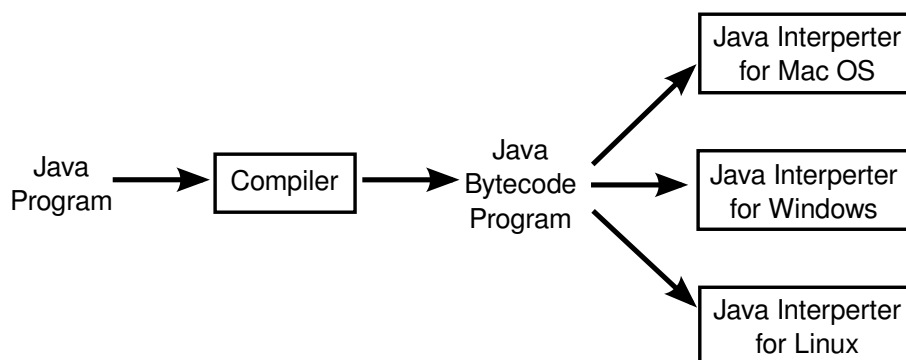 Java
Program
Compiler
Java
Bytecode
Program
Java Interperter
for Mac OS
Java Interperter
for Windows
Java Interperter
for Linux